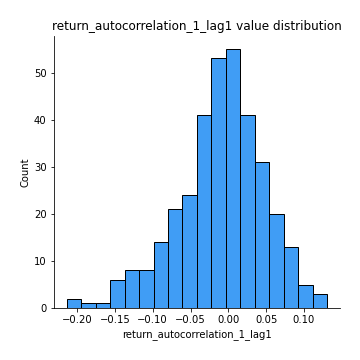 return_autocorrelation_1_lag1 value distribution
50
40
30
20
10
0
Count
−0.20 −0.15 −0.10 −0.05 0.00 0.05 0.10
return_autocorrelation_1_lag1